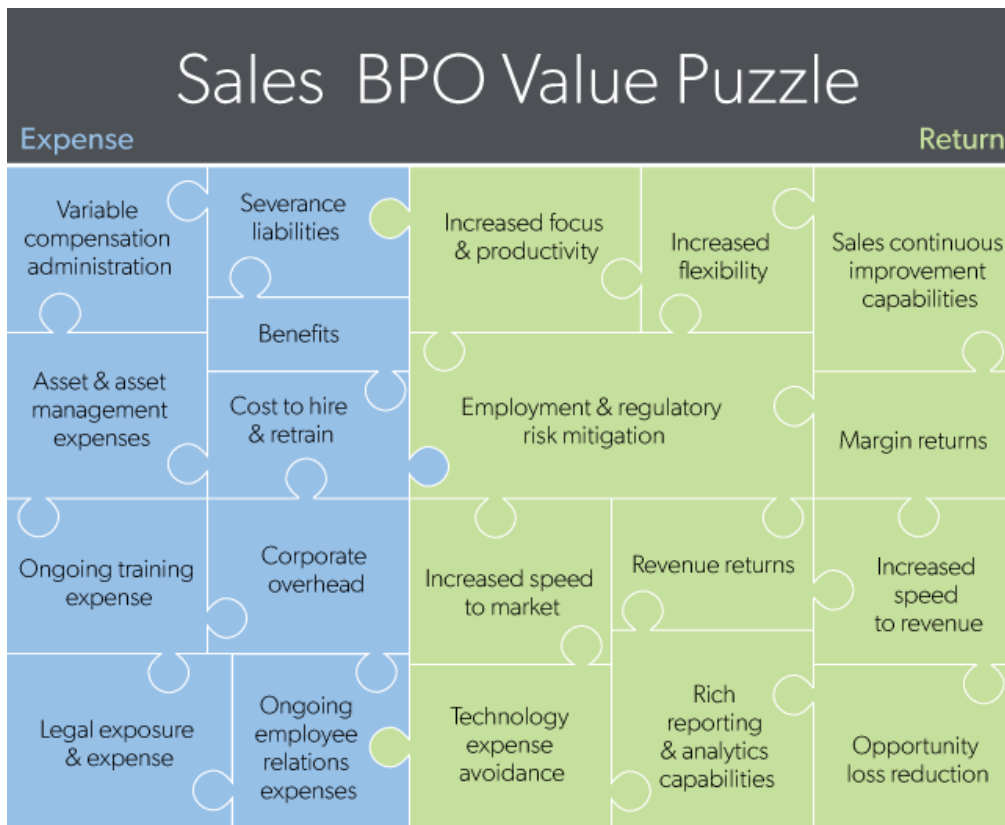 Sales BPO Value Puzzle
Expense
Return
Variable
compensation
administration
Severance
liabilities
Increased focus
& productivity
Increased
flexibility
Sales continuous
improvement
capabilities
Benefits
Asset & asset
management
expenses
Cost to hire
& retrain
Employment & regulatory
risk mitigation
Margin returns
Ongoing training
expense
Corporate
overhead
Increased speed
to market
Revenue returns
Increased
speed
to revenue
Legal exposure
& expense
Ongoing
employee
relations
expenses
Technology
expense
avoidance
Rich
reporting
& analytics
capabilities
Opportunity
loss reduction